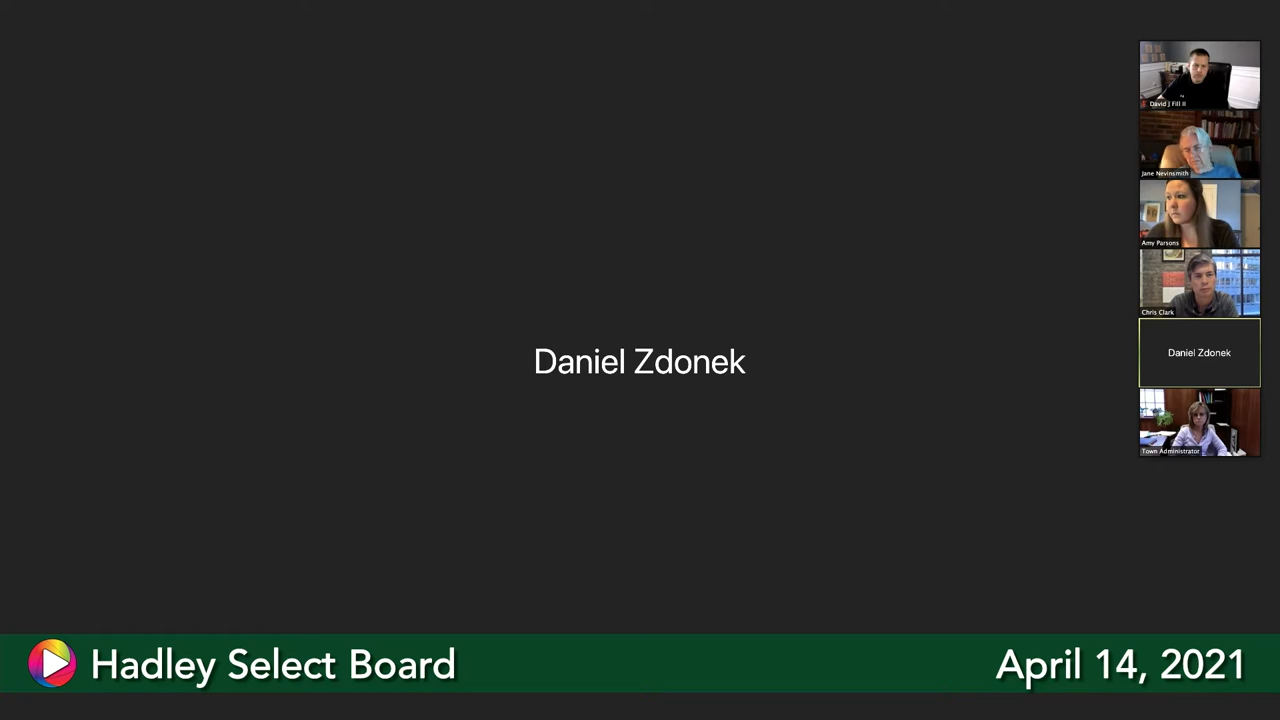 David J Fill II
Jane Nevinsmith
Amy Parsons
Chris Clark
Daniel Zdonek
Daniel Zdonek
Town Administrator
Hadley Select Board
April 14, 2021